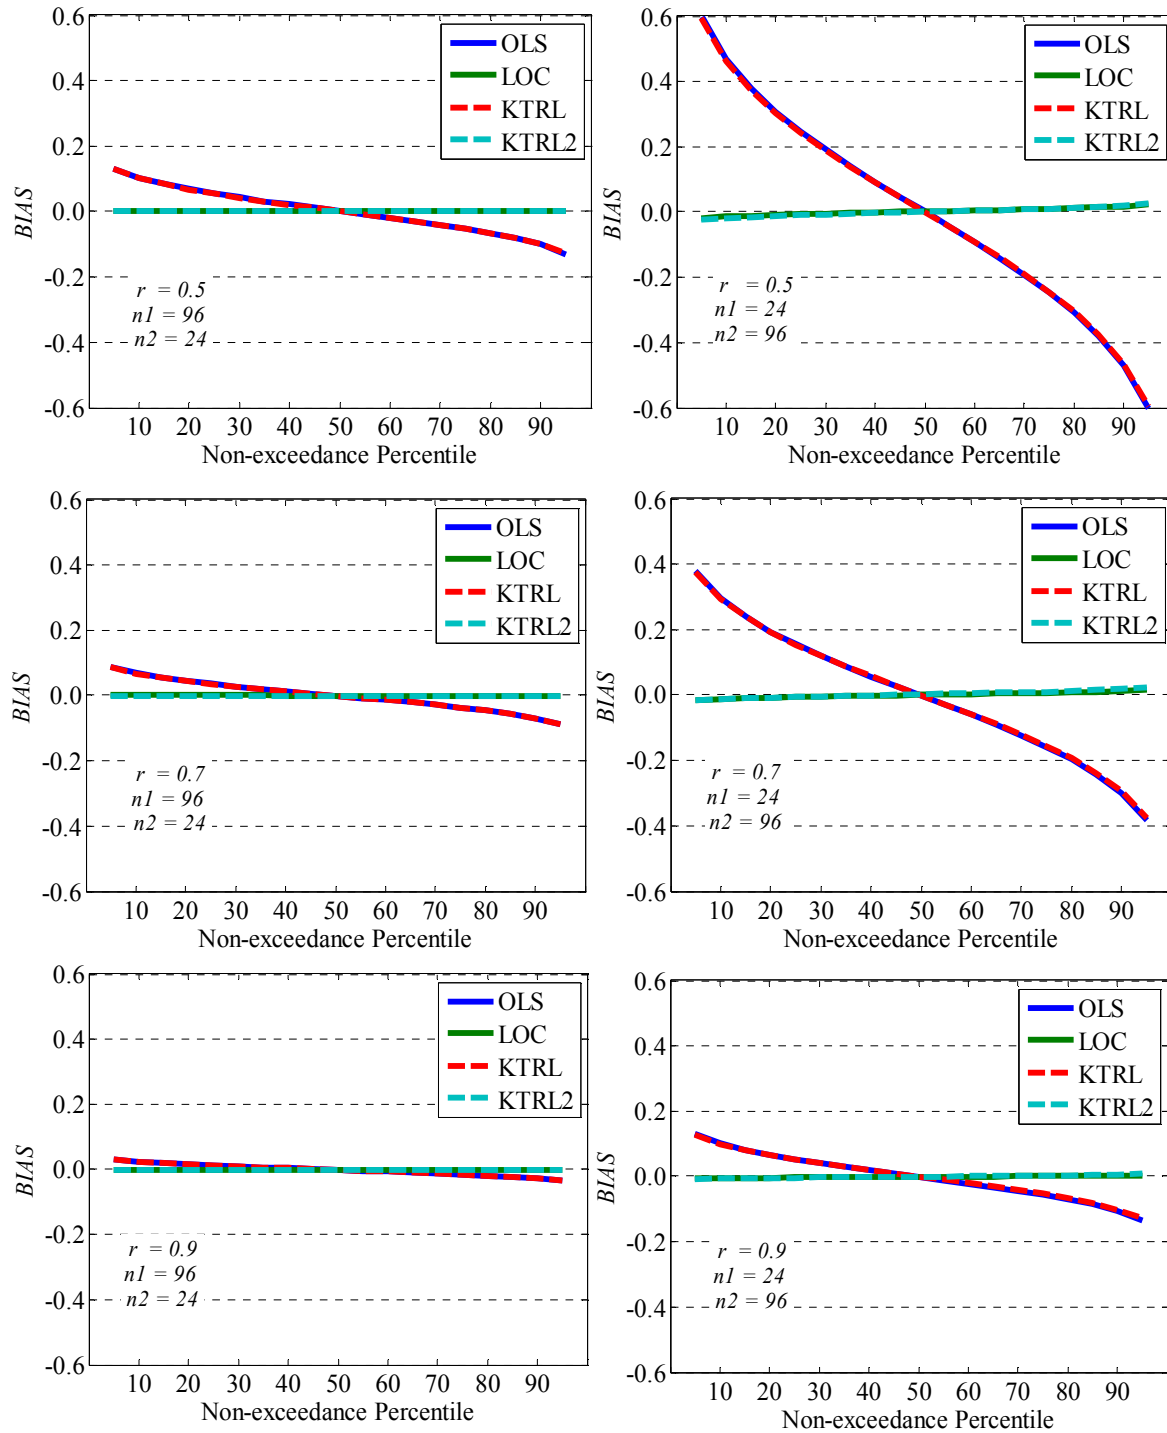 0.6
0.4
0.2
0.0
-0.2
-0.4
-0.6
BIAS
OLS
LOC
KTRL
KTRL2
r = 0.5
n1 = 96
n2 = 24
10 20 30 40 50 60 70 80 90
Non-exceedance Percentile
0.6
0.4
0.2
0.0
-0.2
-0.4
-0.6
BIAS
OLS
LOC
KTRL
KTRL2
r = 0.5
n1 = 24
n2 = 96
10 20 30 40 50 60 70 80 90
Non-exceedance Percentile
0.6
0.4
0.2
0.0
-0.2
-0.4
-0.6
BIAS
OLS
LOC
KTRL
KTRL2
r = 0.7
n1 = 96
n2 = 24
10 20 30 40 50 60 70 80 90
Non-exceedance Percentile
0.6
0.4
0.2
0.0
-0.2
-0.4
-0.6
BIAS
OLS
LOC
KTRL
KTRL2
r = 0.7
n1 = 24
n2 = 96
10 20 30 40 50 60 70 80 90
Non-exceedance Percentile
0.6
0.4
0.2
0.0
-0.2
-0.4
-0.6
BIAS
OLS
LOC
KTRL
KTRL2
r = 0.9
n1 = 96
n2 = 24
10 20 30 40 50 60 70 80 90
Non-exceedance Percentile
0.6
0.4
0.2
0.0
-0.2
-0.4
-0.6
BIAS
OLS
LOC
KTRL
KTRL2
r = 0.9
n1 = 24
n2 = 96
10 20 30 40 50 60 70 80 90
Non-exceedance Percentile